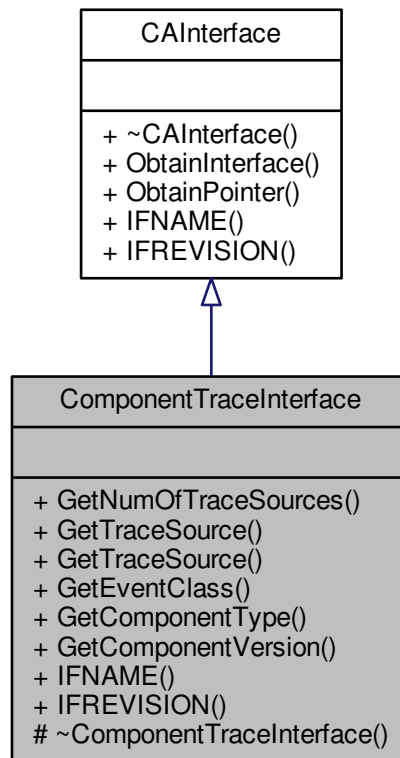 CAInterface
+ ~CAInterface()
+ ObtainInterface()
+ ObtainPointer()
+ IFNAME()
+ IFREVISION()
ComponentTraceInterface
+ GetNumOfTraceSources()
+ GetTraceSource()
+ GetTraceSource()
+ GetEventClass()
+ GetComponentType()
+ GetComponentVersion()
+ IFNAME()
+ IFREVISION()
# ~ComponentTraceInterface()